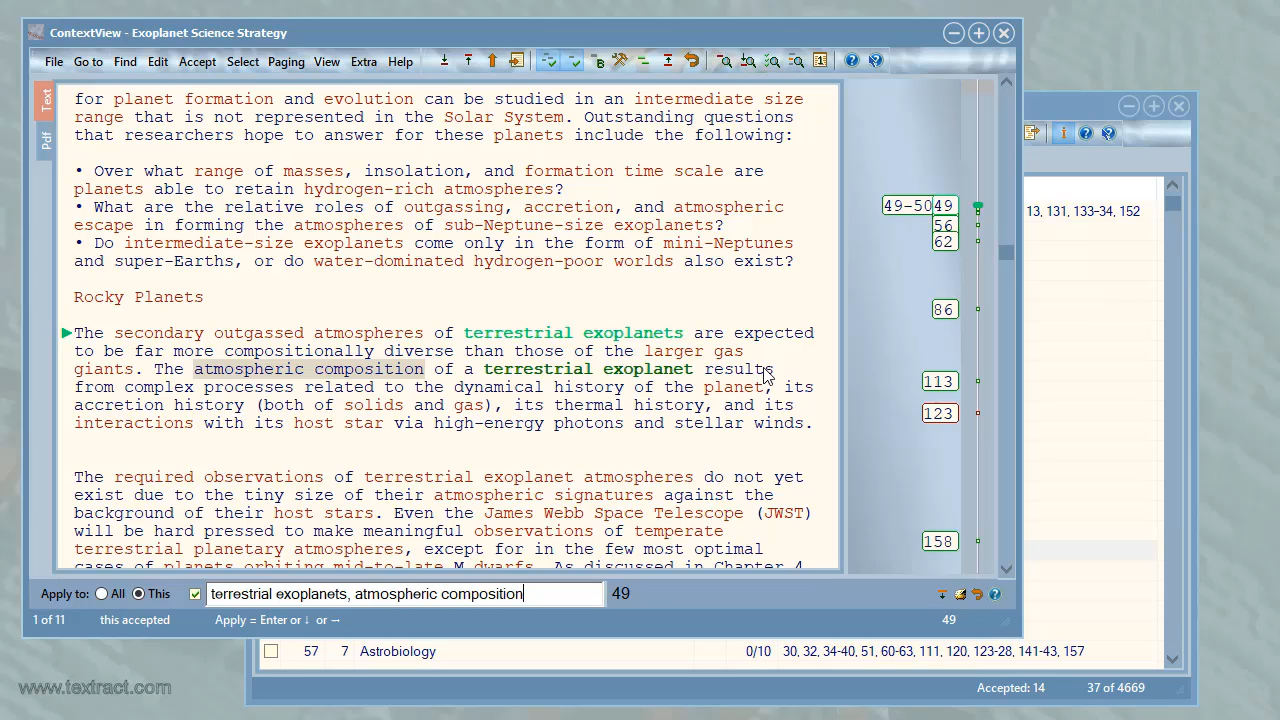 ContextView - Exoplanet Science Strategy
File Go to Find Edit Accept Select Paging View Extra Help
Text
Pdf
for planet formation and evolution can be studied in an intermediate size
range that is not represented in the Solar System. Outstanding questions
that researchers hope to answer for these planets include the following:
• Over what range of masses, insolation, and formation time scale are
planets able to retain hydrogen-rich atmospheres?
• What are the relative roles of outgassing, accretion, and atmospheric
escape in forming the atmospheres of sub-Neptune-size exoplanets?
• Do intermediate-size exoplanets come only in the form of mini-Neptunes
and super-Earths, or do water-dominated hydrogen-poor worlds also exist?
Rocky Planets
The secondary outgassed atmospheres of terrestrial exoplanets are expected
to be far more compositionally diverse than those of the larger gas
giants. The atmospheric composition of a terrestrial exoplanet results
from complex processes related to the dynamical history of the planet, its
accretion history (both of solids and gas), its thermal history, and its
interactions with its host star via high-energy photons and stellar winds.
The required observations of terrestrial exoplanet atmospheres do not yet
exist due to the tiny size of their atmospheric signatures against the
background of their host stars. Even the James Webb Space Telescope (JWST)
will be hard pressed to make meaningful observations of temperate
terrestrial planetary atmospheres, except for in the few most optimal
cases of planets orbiting mid-to-late M dwarfs. As discussed in Chapter 4
49-50 49
56
62
86
113
123
158
13, 131, 133-34, 152
Apply to: All This terrestrial exoplanets, atmospheric composition 49
1 of 11 this accepted Apply = Enter or ↓ or → 49
57 7 Astrobiology 0/10 30, 32, 34-40, 51, 60-63, 111, 120, 123-28, 141-43, 157
Accepted: 14 37 of 4669
www.textract.com